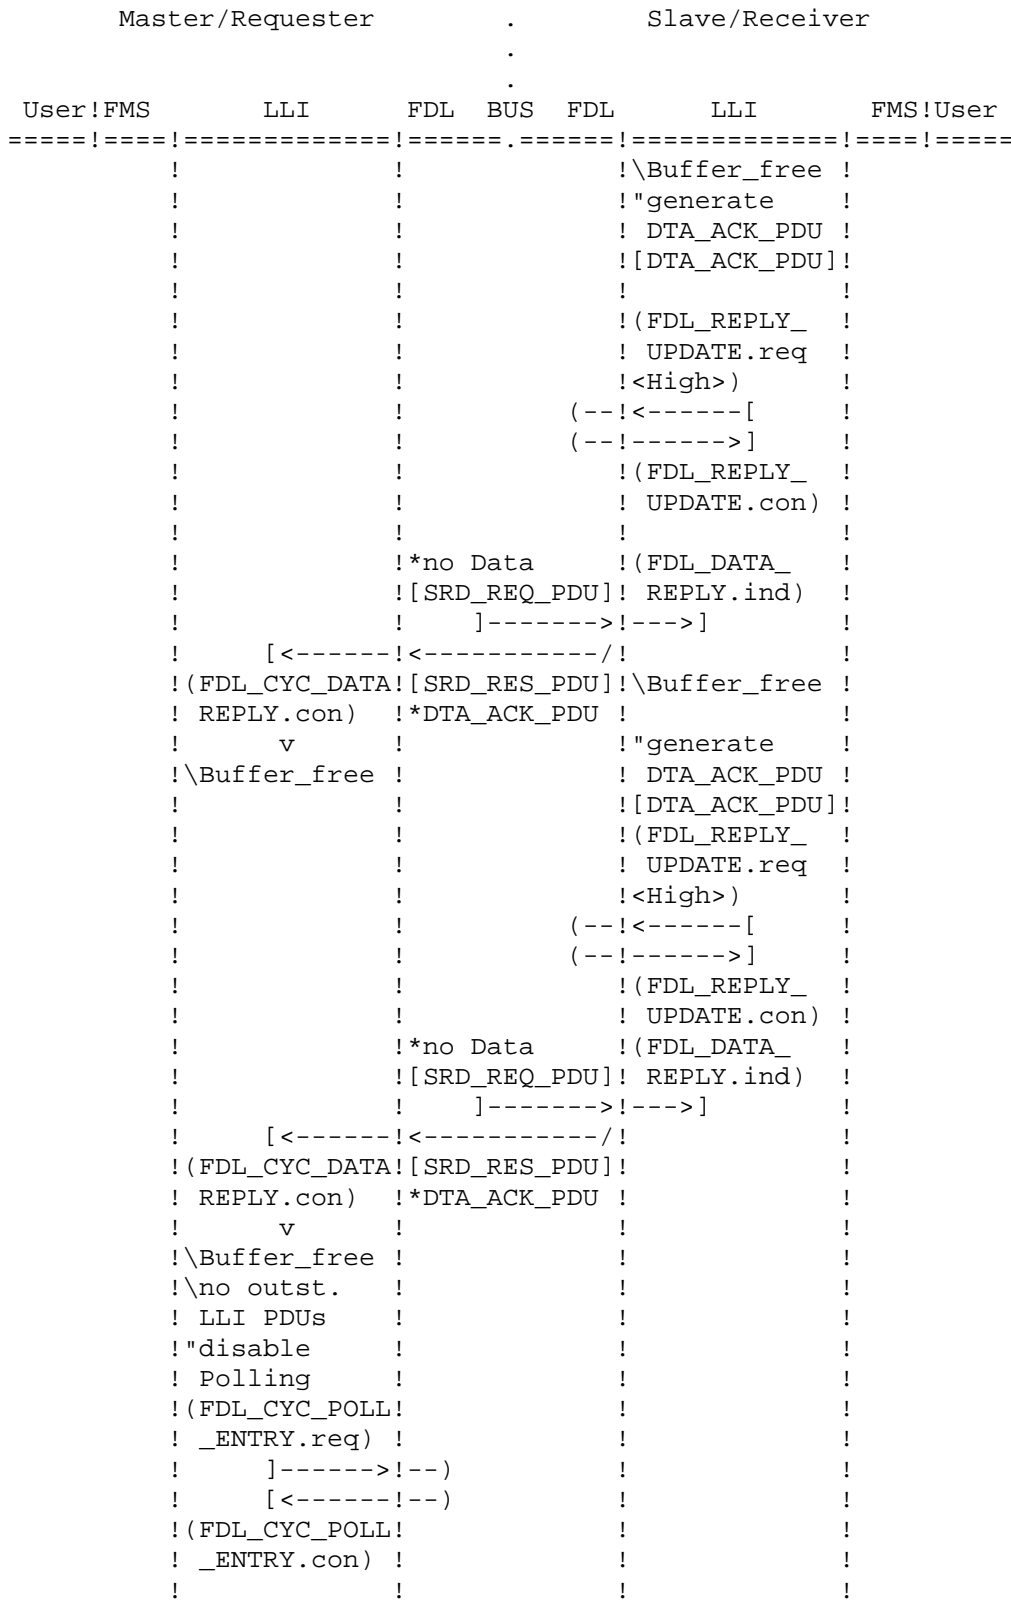 Master/Requester          .          Slave/Receiver
                                 .
                                 .
 User!FMS       LLI       FDL  BUS  FDL       LLI       FMS!User
=====!====!=============!======.======!=============!====!=====
          !             !             !\Buffer_free !
          !             !             !"generate    !
          !             !             ! DTA_ACK_PDU !
          !             !             ![DTA_ACK_PDU]!
          !             !             !             !
          !             !             !(FDL_REPLY_  !
          !             !             ! UPDATE.req  !
          !             !             !<High>)      !
          !             !          (--!<------[     !
          !             !          (--!------>]     !
          !             !             !(FDL_REPLY_  !
          !             !             ! UPDATE.con) !
          !             !             !             !
          !             !*no Data     !(FDL_DATA_   !
          !             ![SRD_REQ_PDU]! REPLY.ind)  !
          !             !    ]------->!--->]        !
          !     [<------!<-----------/!             !
          !(FDL_CYC_DATA![SRD_RES_PDU]!\Buffer_free !
          ! REPLY.con)  !*DTA_ACK_PDU !             !
          !      v      !             !"generate    !
          !\Buffer_free !             ! DTA_ACK_PDU !
          !             !             ![DTA_ACK_PDU]!
          !             !             !(FDL_REPLY_  !
          !             !             ! UPDATE.req  !
          !             !             !<High>)      !
          !             !          (--!<------[     !
          !             !          (--!------>]     !
          !             !             !(FDL_REPLY_  !
          !             !             ! UPDATE.con) !
          !             !*no Data     !(FDL_DATA_   !
          !             ![SRD_REQ_PDU]! REPLY.ind)  !
          !             !    ]------->!--->]        !
          !     [<------!<-----------/!             !
          !(FDL_CYC_DATA![SRD_RES_PDU]!             !
          ! REPLY.con)  !*DTA_ACK_PDU !             !
          !      v      !             !             !
          !\Buffer_free !             !             !
          !\no outst.   !             !             !
          ! LLI PDUs    !             !             !
          !"disable     !             !             !
          ! Polling     !             !             !
          !(FDL_CYC_POLL!             !             !
          ! _ENTRY.req) !             !             !
          !     ]------>!--)          !             !
          !     [<------!--)          !             !
          !(FDL_CYC_POLL!             !             !
          ! _ENTRY.con) !             !             !
          !             !             !             !